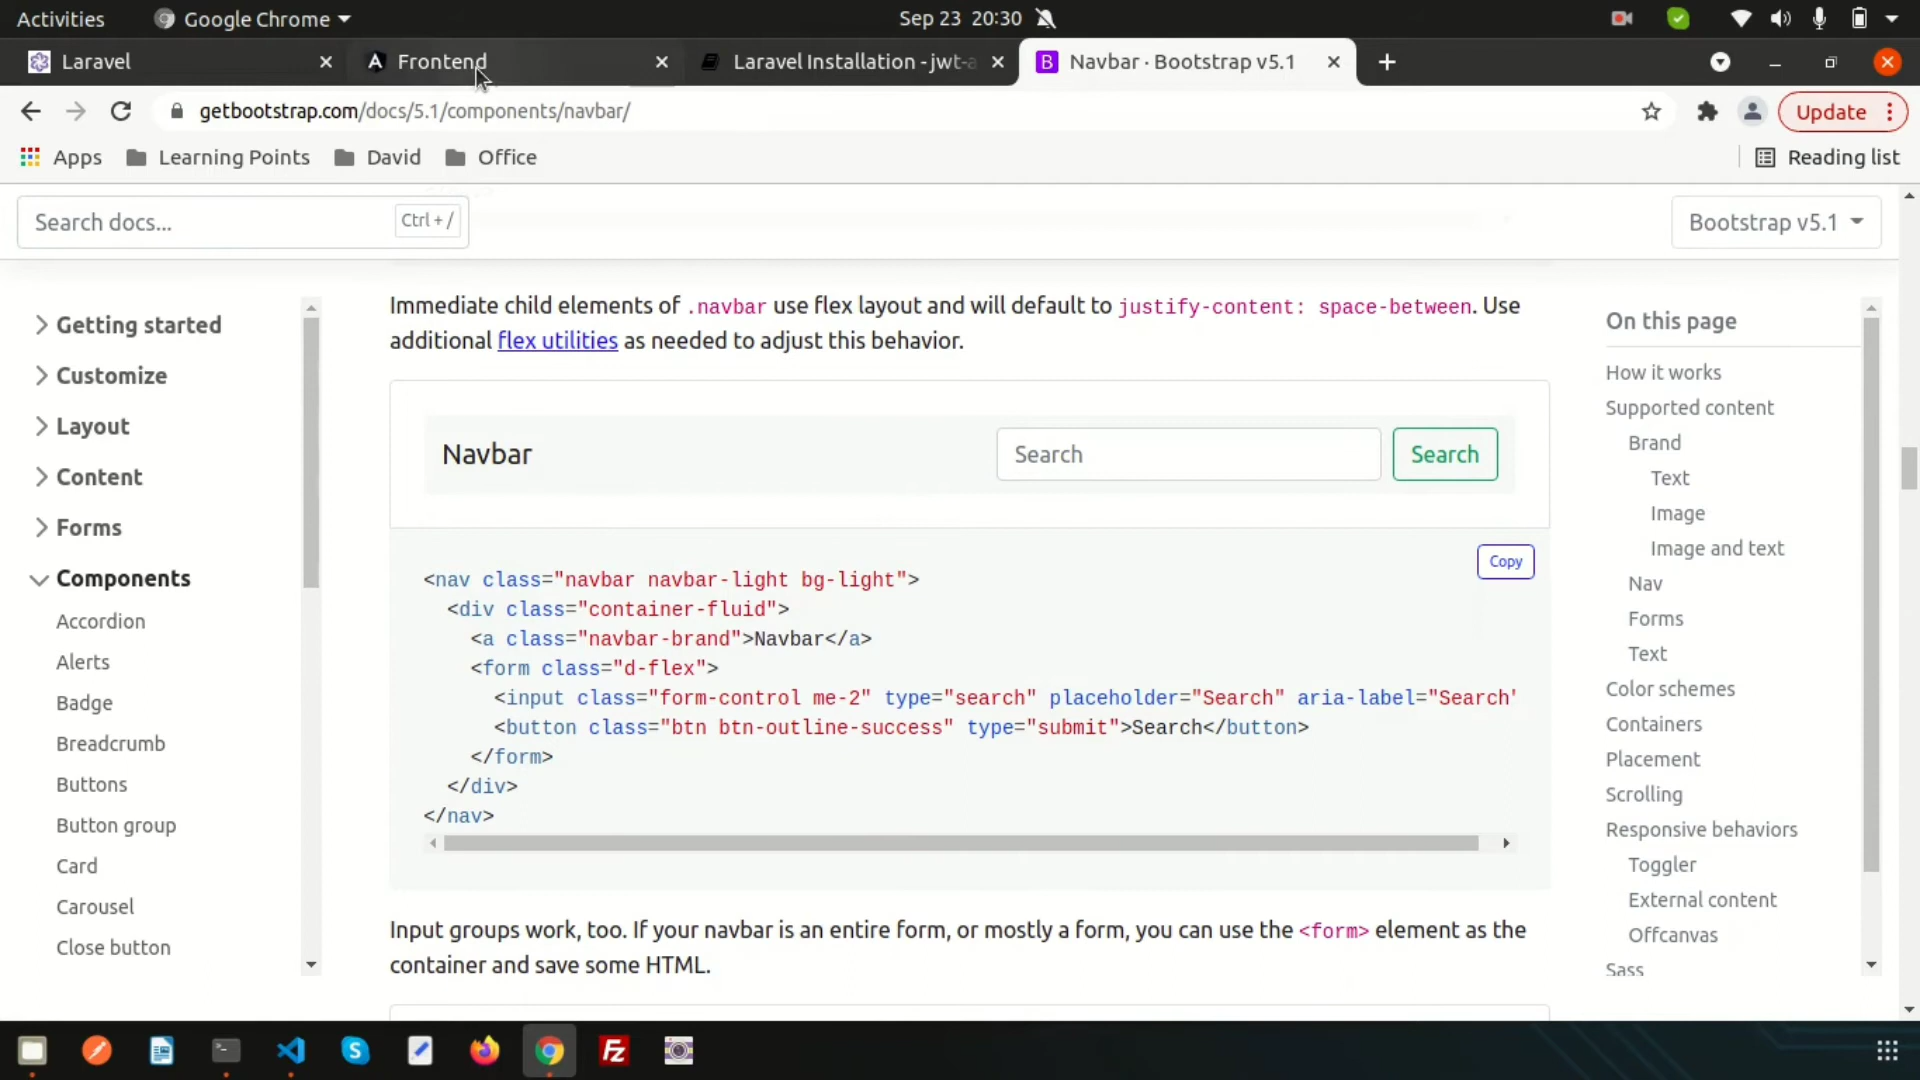 Activities
Google Chrome
Sep 23 20:30
Laravel
Frontend
Laravel Installation - jwt-a
Navbar · Bootstrap v5.1
getbootstrap.com/docs/5.1/components/navbar/
Update
Apps
Learning Points
David
Office
Reading list
Search docs...
Ctrl + /
Bootstrap v5.1
Getting started
Customize
Layout
Content
Forms
Components
Accordion
Alerts
Badge
Breadcrumb
Buttons
Button group
Card
Carousel
Close button
Immediate child elements of .navbar use flex layout and will default to justify-content: space-between. Use
additional flex utilities as needed to adjust this behavior.
Navbar
Search
Search
Copy
<nav class="navbar navbar-light bg-light">
<div class="container-fluid">
<a class="navbar-brand">Navbar</a>
<form class="d-flex">
<input class="form-control me-2" type="search" placeholder="Search" aria-label="Search"
<button class="btn btn-outline-success" type="submit">Search</button>
</form>
</div>
</nav>
Input groups work, too. If your navbar is an entire form, or mostly a form, you can use the <form> element as the
container and save some HTML.
On this page
How it works
Supported content
Brand
Text
Image
Image and text
Nav
Forms
Text
Color schemes
Containers
Placement
Scrolling
Responsive behaviors
Toggler
External content
Offcanvas
Sass